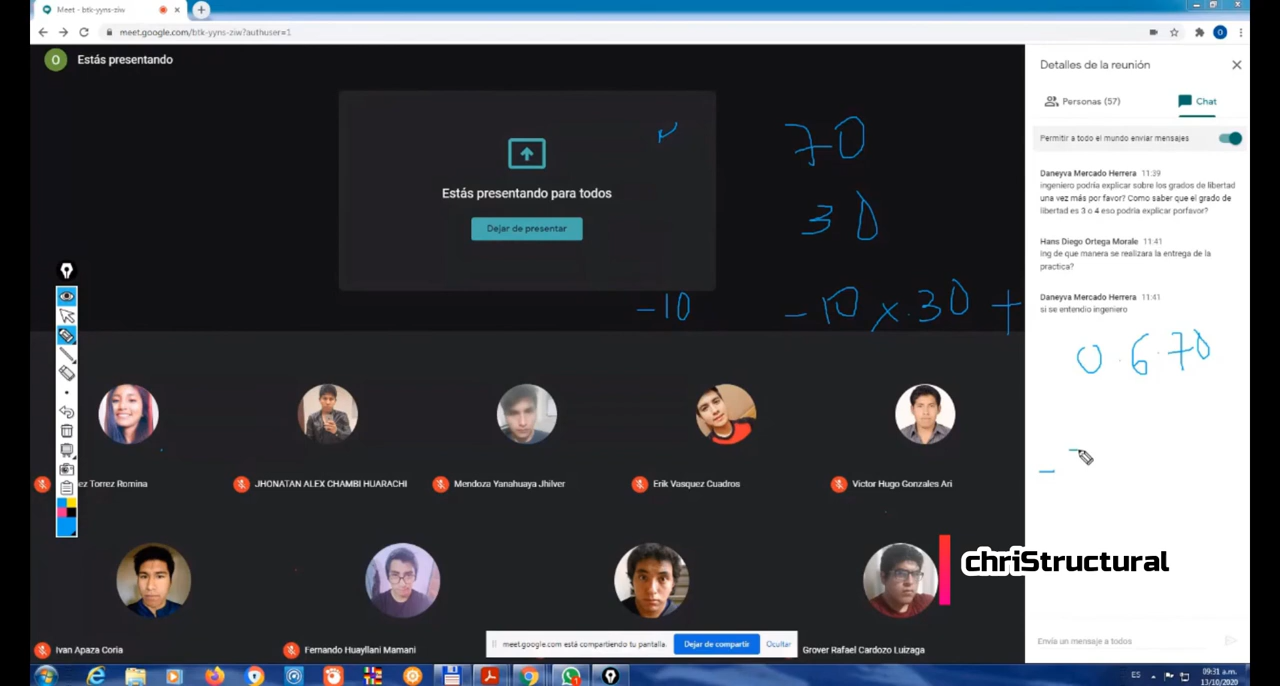 Meet - btk-yyns-ziw
meet.google.com/btk-yyns-ziw?authuser=1
O
O Estás presentando
Estás presentando para todos
Dejar de presentar
70
30
-10
-10 x 30 +
0.6.70
-
Detalles de la reunión
Personas (57)
Chat
Permitir a todo el mundo enviar mensajes
Daneyva Mercado Herrera 11:39
ingeniero podría explicar sobre los grados de libertad
una vez más por favor? Como saber que el grado de
libertad es 3 o 4 eso podría explicar porfavor?
Hans Diego Ortega Morale 11:41
Ing de que manera se realizara la entrega de la
practica?
Daneyva Mercado Herrera 11:41
si se entendio ingeniero
ez Torrez Romina
JHONATAN ALEX CHAMBI HUARACHI
Mendoza Yanahuaya Jhilver
Erik Vasquez Cuadros
Victor Hugo Gonzales Ari
chriStructural
Ivan Apaza Coria
Fernando Huayllani Mamani
Grover Rafael Cardozo Luizaga
meet.google.com está compartiendo tu pantalla.
Dejar de compartir
Ocultar
Envía un mensaje a todos
ES
09:31 a.m.
13/10/2020